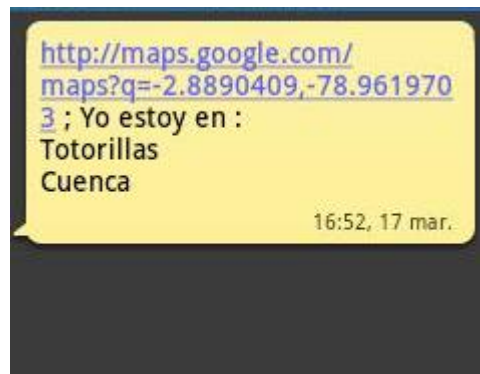 http://maps.google.com/
maps?q=-2.8890409,-78.961970
3 ; Yo estoy en :
Totorillas
Cuenca
16:52, 17 mar.